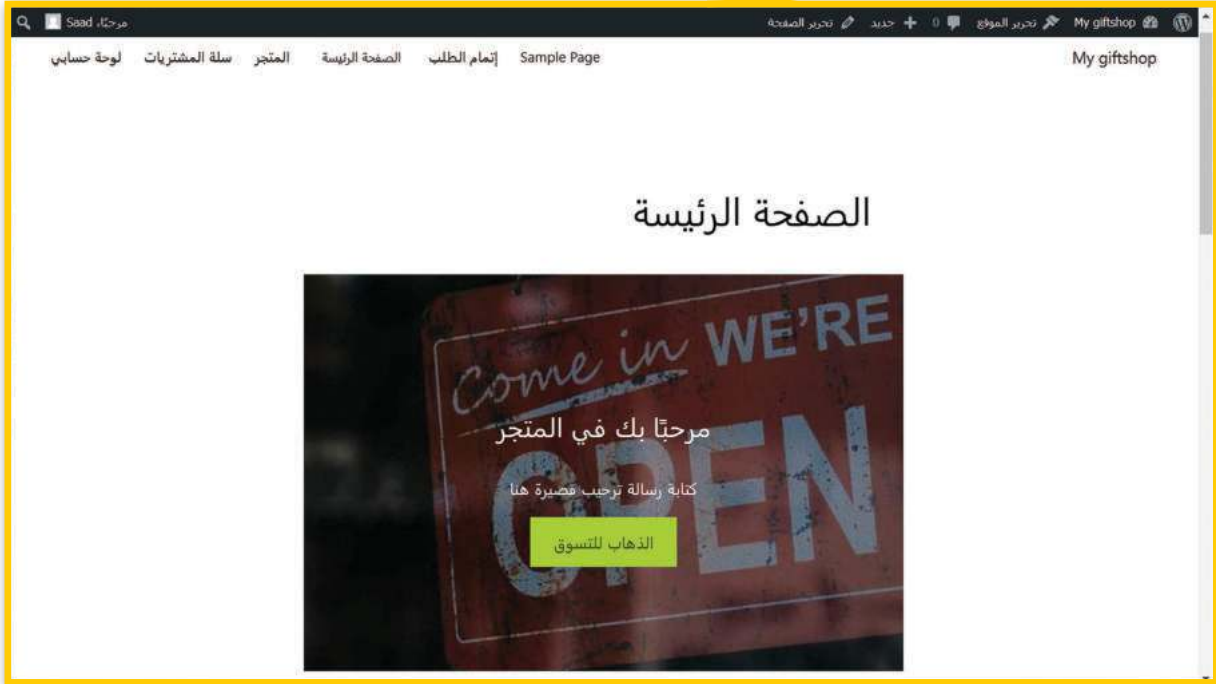 My giftshop تحرير الموقع 0 جديد تحرير الصفحة مرحبًا، Saad
My giftshop Sample Page إتمام الطلب الصفحة الرئيسة المتجر سلة المشتريات لوحة حسابي
الصفحة الرئيسة
Come in WE'RE
OPEN
مرحبًا بك في المتجر
كتابة رسالة ترحيب قصيرة هنا
الذهاب للتسوق